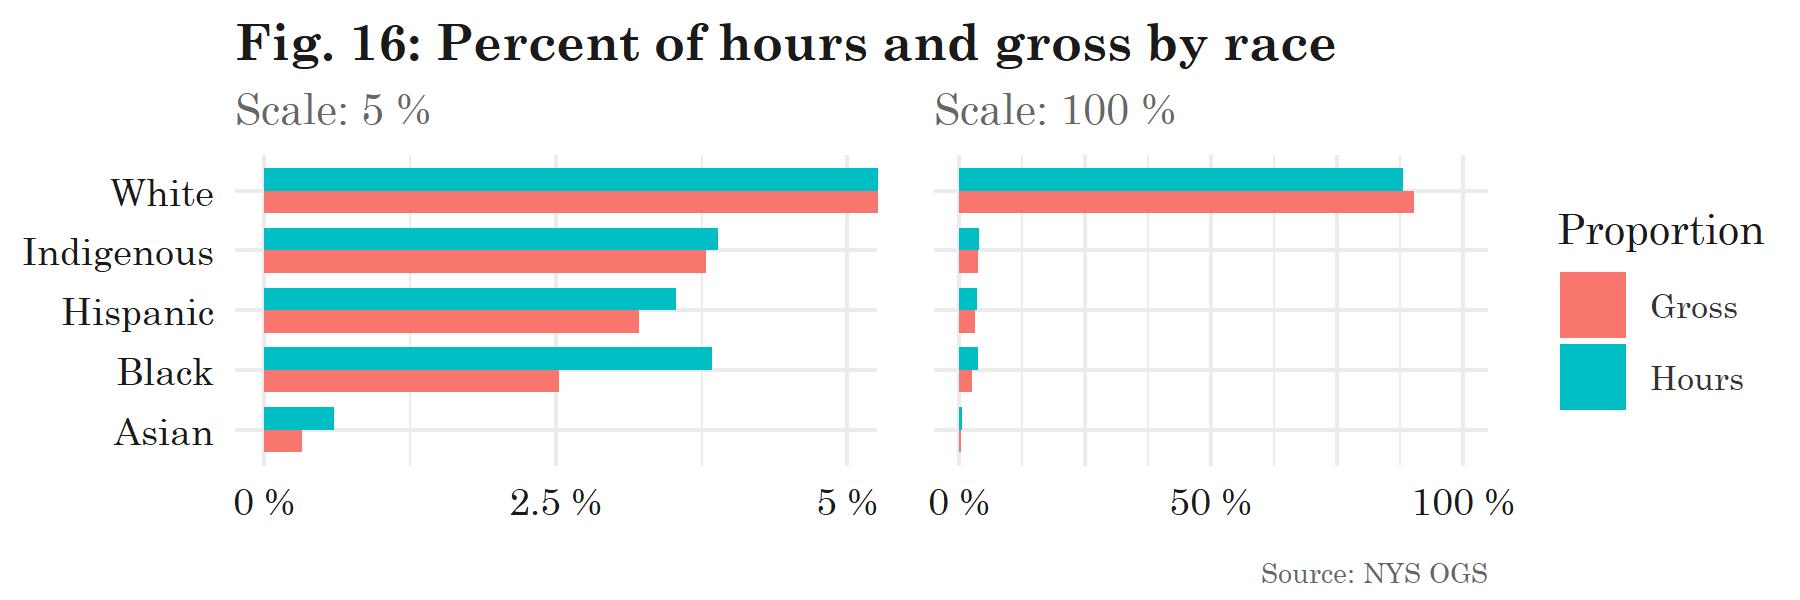 Fig. 16: Percent of hours and gross by race
Scale: 5 %
Scale: 100 %
White
Indigenous
Hispanic
Black
Asian
0 %
2.5 %
5 %
0 %
50 %
100 %
Proportion
Gross
Hours
Source: NYS OGS